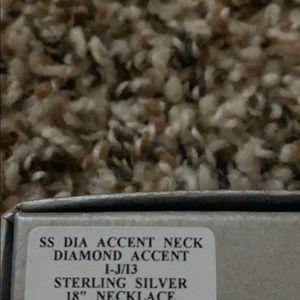 SS DIA ACCENT NECK
DIAMOND ACCENT
I-J/I3
STERLING SILVER
18" NECKLACE